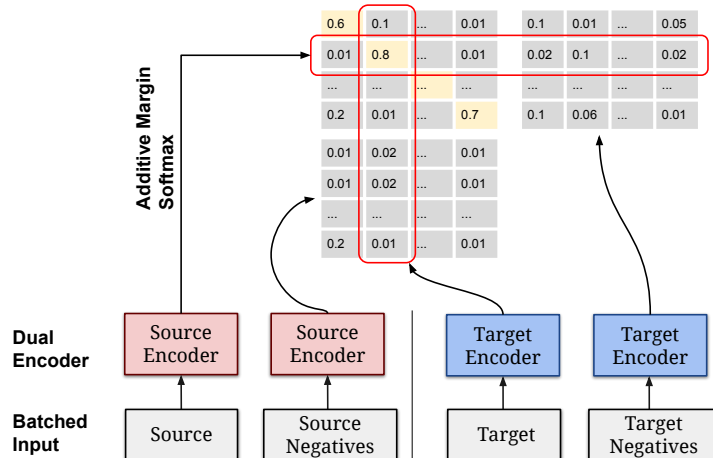 0.6 0.1 ... 0.01 0.1 0.01 ... 0.05
0.01 0.8 ... 0.01 0.02 0.1 ... 0.02
... ... ... ... ... ... ... ...
0.2 0.01 ... 0.7 0.1 0.06 ... 0.01
0.01 0.02 ... 0.01
0.01 0.02 ... 0.01
... ... ... ...
0.2 0.01 ... 0.01
Additive Margin
Softmax
Dual
Encoder
Source
Encoder
Source
Encoder
Target
Encoder
Target
Encoder
Batched
Input
Source
Source
Negatives
Target
Target
Negatives